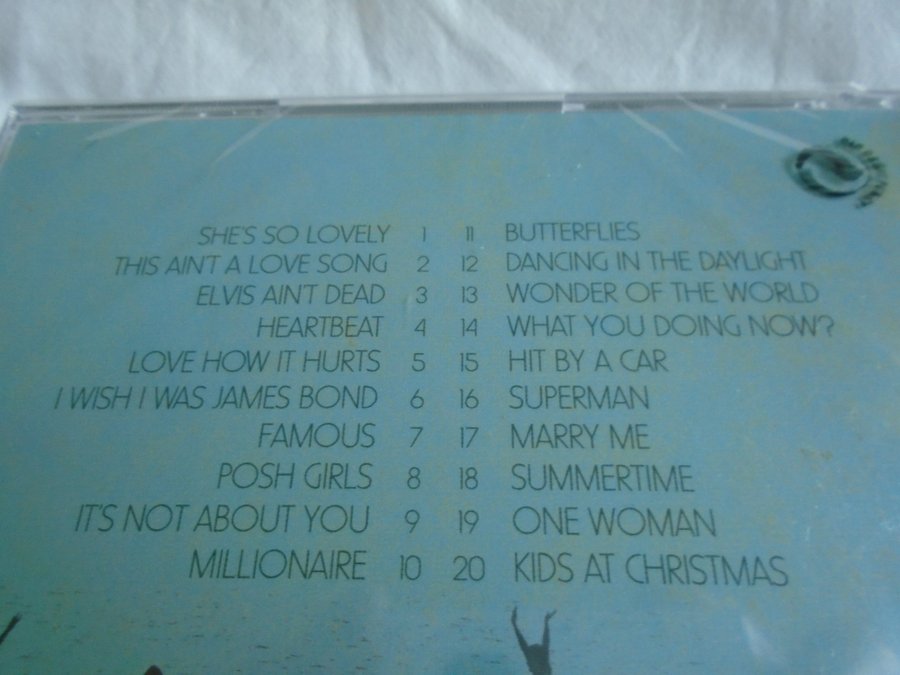 SHE'S SO LOVELY 1
THIS AIN'T A LOVE SONG 2
ELVIS AIN'T DEAD 3
HEARTBEAT 4
LOVE HOW IT HURTS 5
I WISH I WAS JAMES BOND 6
FAMOUS 7
POSH GIRLS 8
IT'S NOT ABOUT YOU 9
MILLIONAIRE 10
11 BUTTERFLIES
12 DANCING IN THE DAYLIGHT
13 WONDER OF THE WORLD
14 WHAT YOU DOING NOW?
15 HIT BY A CAR
16 SUPERMAN
17 MARRY ME
18 SUMMERTIME
19 ONE WOMAN
20 KIDS AT CHRISTMAS